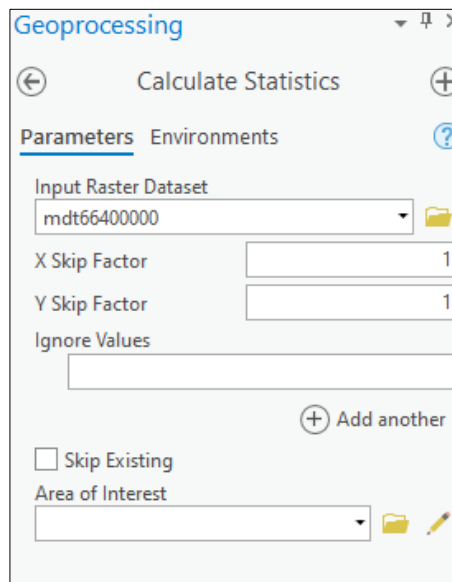 Geoprocessing
Calculate Statistics
Parameters Environments
Input Raster Dataset
mdt66400000
X Skip Factor 1
Y Skip Factor 1
Ignore Values
Add another
Skip Existing
Area of Interest